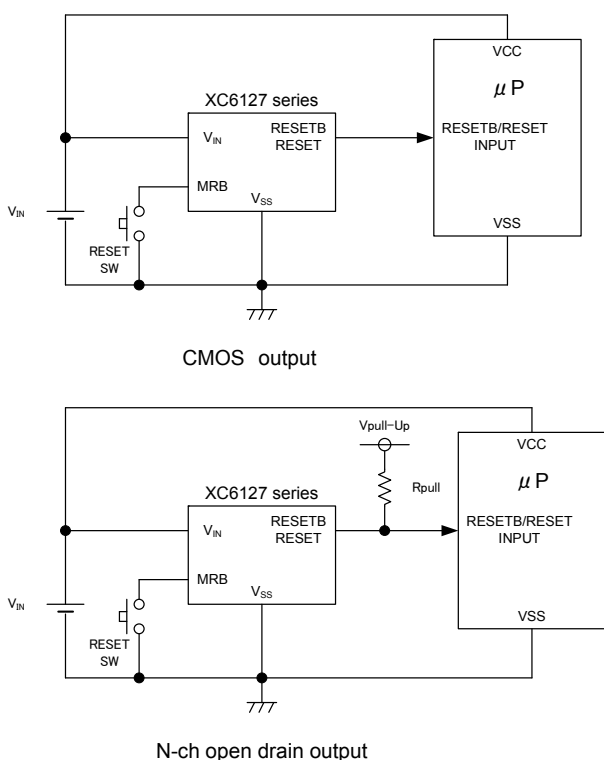 VCC
μP
XC6127 series
RESETB
RESET
RESETB/RESET
INPUT
VIN
MRB
VSS
VIN
RESET
SW
VSS
CMOS output
Vpull-Up
VCC
Rpull
μP
XC6127 series
RESETB
RESET
RESETB/RESET
INPUT
VIN
MRB
VSS
VIN
RESET
SW
VSS
N-ch open drain output